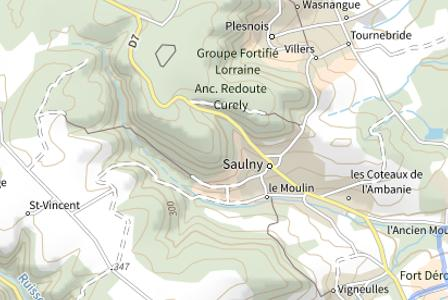 Wasnangue
Plesnois
Tournebride
Villers
D7
Groupe Fortifié
Lorraine
Anc. Redoute
Curely
Saulny
les Coteaux de
l'Ambanie
le Moulin
St-Vincent
300
l'Ancien Mou
347
Fort Déro
Ruiss
Vigneulles